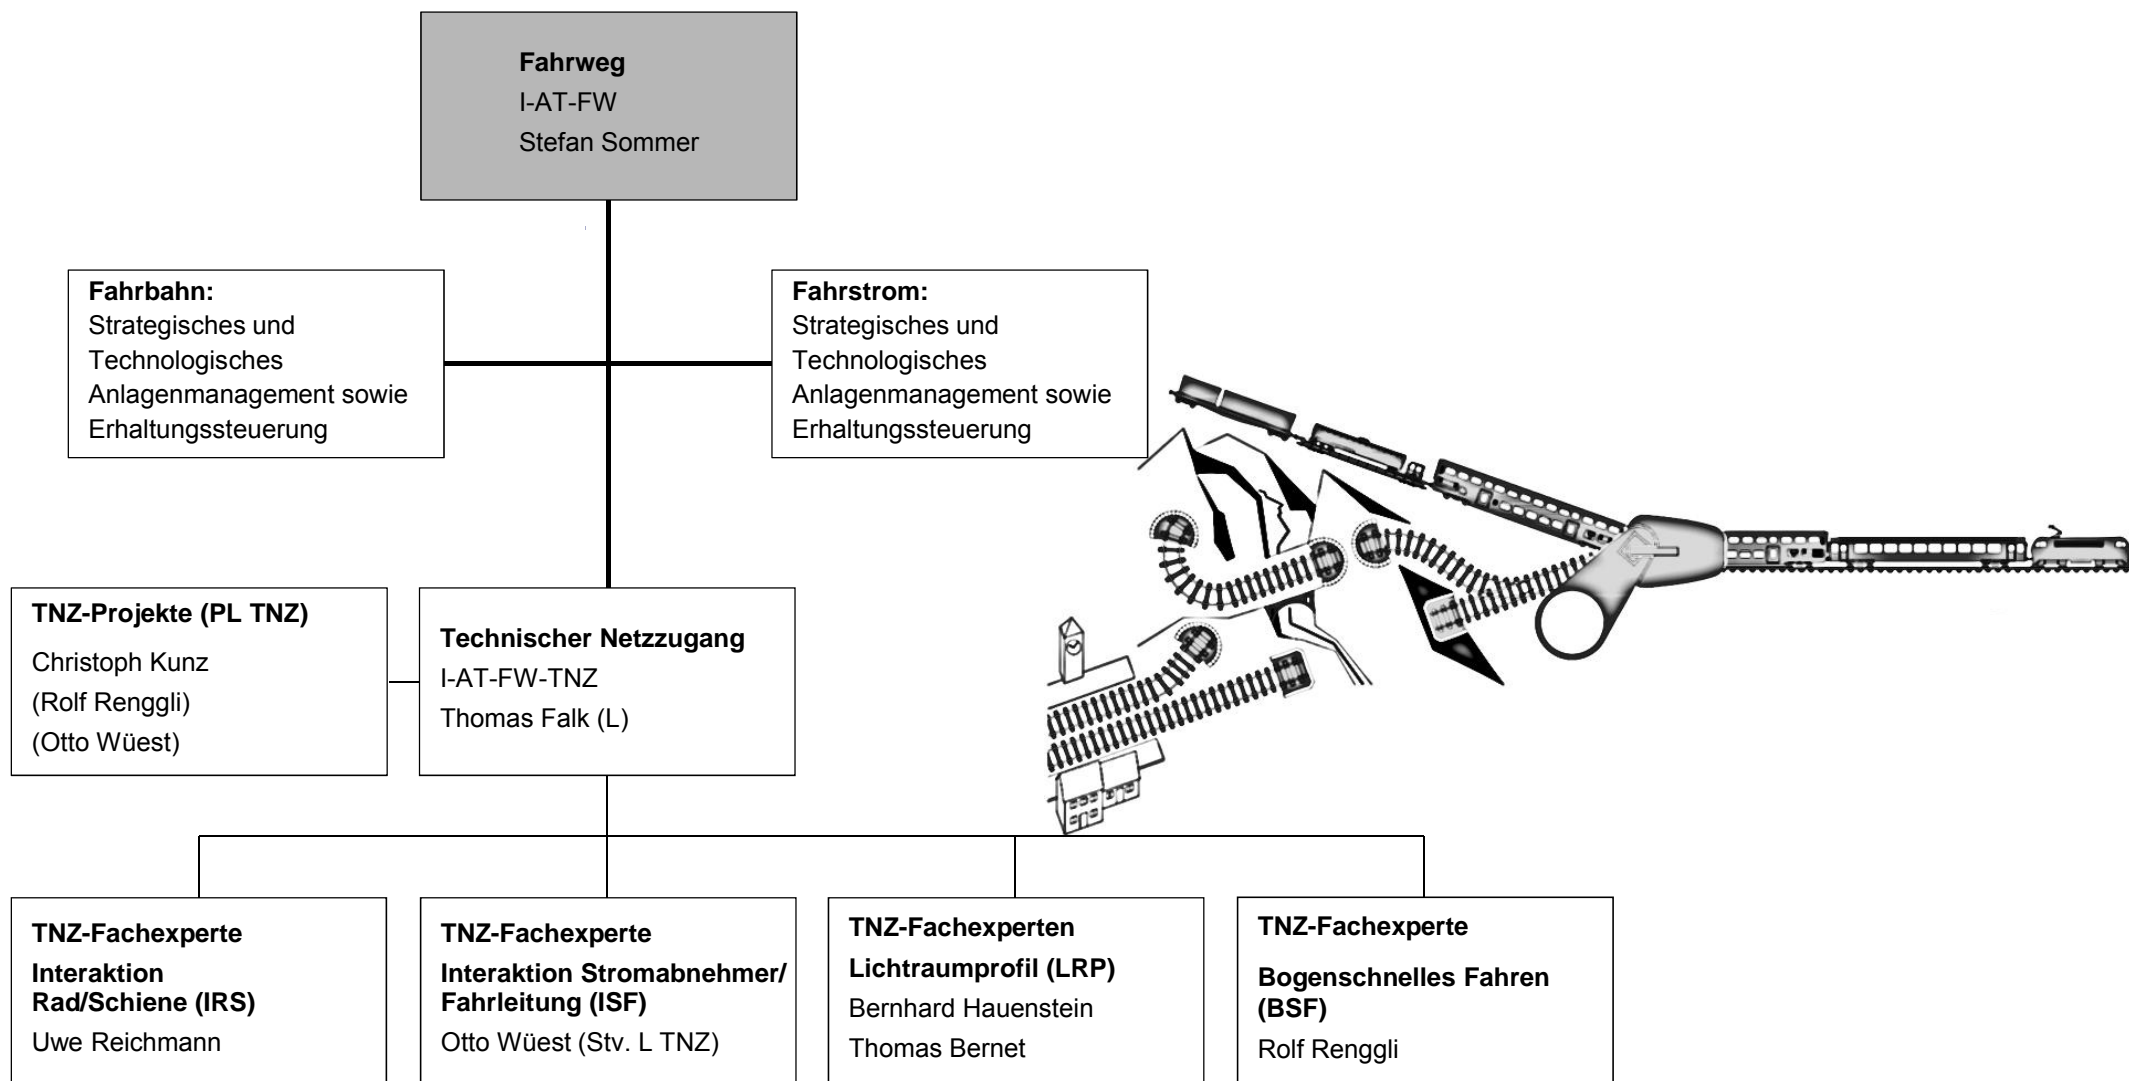 Fahrweg
I-AT-FW
Stefan Sommer
Fahrbahn:
Strategisches und
Technologisches
Anlagenmanagement sowie
Erhaltungssteuerung
Fahrstrom:
Strategisches und
Technologisches
Anlagenmanagement sowie
Erhaltungssteuerung
TNZ-Projekte (PL TNZ)
Christoph Kunz
(Rolf Renggli)
(Otto Wüest)
Technischer Netzzugang
I-AT-FW-TNZ
Thomas Falk (L)
TNZ-Fachexperte
Interaktion
Rad/Schiene (IRS)
Uwe Reichmann
TNZ-Fachexperte
Interaktion Stromabnehmer/
Fahrleitung (ISF)
Otto Wüest (Stv. L TNZ)
TNZ-Fachexperten
Lichtraumprofil (LRP)
Bernhard Hauenstein
Thomas Bernet
TNZ-Fachexperte
Bogenschnelles Fahren
(BSF)
Rolf Renggli